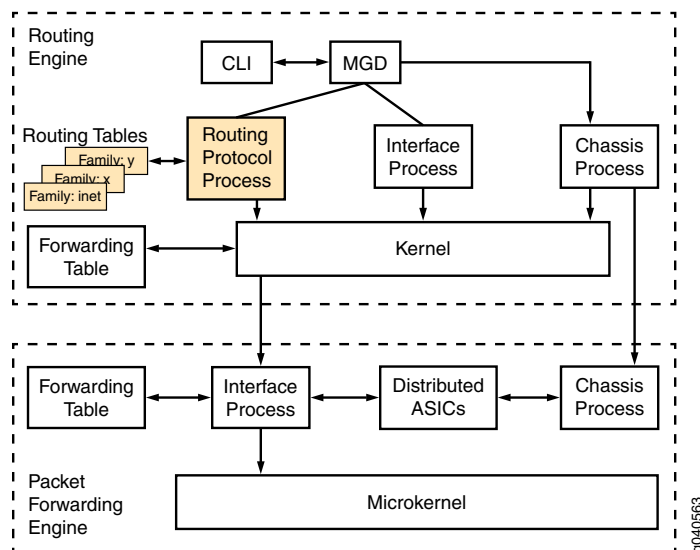 Routing
Engine
CLI
MGD
Routing Tables
Family: y
Family: x
Family: inet
Routing
Protocol
Process
Interface
Process
Chassis
Process
Forwarding
Table
Kernel
Forwarding
Table
Interface
Process
Distributed
ASICs
Chassis
Process
Packet
Forwarding
Engine
Microkernel
g040563